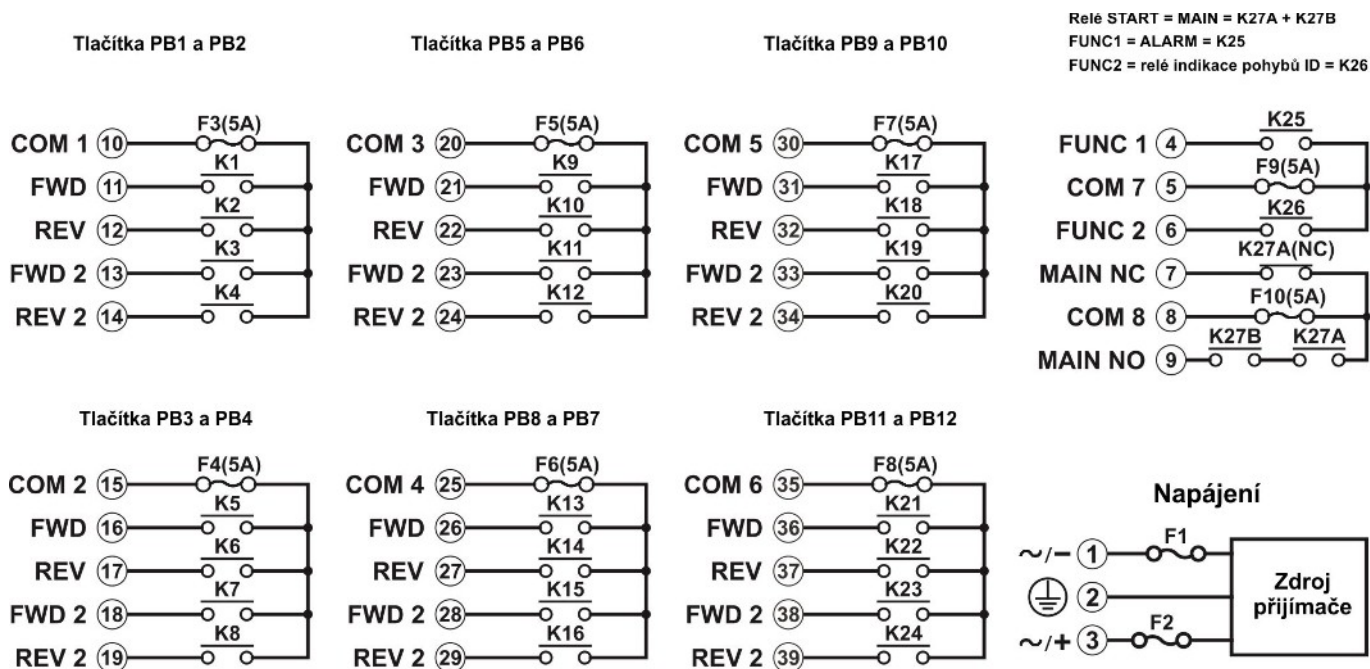 Relé START = MAIN = K27A + K27B
FUNC1 = ALARM = K25
FUNC2 = relé indikace pohybů ID = K26
Tlačítka PB1 a PB2
COM 1 10 F3(5A)
FWD 11 K1
REV 12 K2
FWD 2 13 K3
REV 2 14 K4
Tlačítka PB5 a PB6
COM 3 20 F5(5A)
FWD 21 K9
REV 22 K10
FWD 2 23 K11
REV 2 24 K12
Tlačítka PB9 a PB10
COM 5 30 F7(5A)
FWD 31 K17
REV 32 K18
FWD 2 33 K19
REV 2 34 K20
FUNC 1 4 K25
COM 7 5 F9(5A)
FUNC 2 6 K26
MAIN NC 7 K27A(NC)
COM 8 8 F10(5A)
MAIN NO 9 K27B K27A
Tlačítka PB3 a PB4
COM 2 15 F4(5A)
FWD 16 K5
REV 17 K6
FWD 2 18 K7
REV 2 19 K8
Tlačítka PB8 a PB7
COM 4 25 F6(5A)
FWD 26 K13
REV 27 K14
FWD 2 28 K15
REV 2 29 K16
Tlačítka PB11 a PB12
COM 6 35 F8(5A)
FWD 36 K21
REV 37 K22
FWD 2 38 K23
REV 2 39 K24
Napájení
~/- 1 F1
2
~/+ 3 F2
Zdroj
přijímače